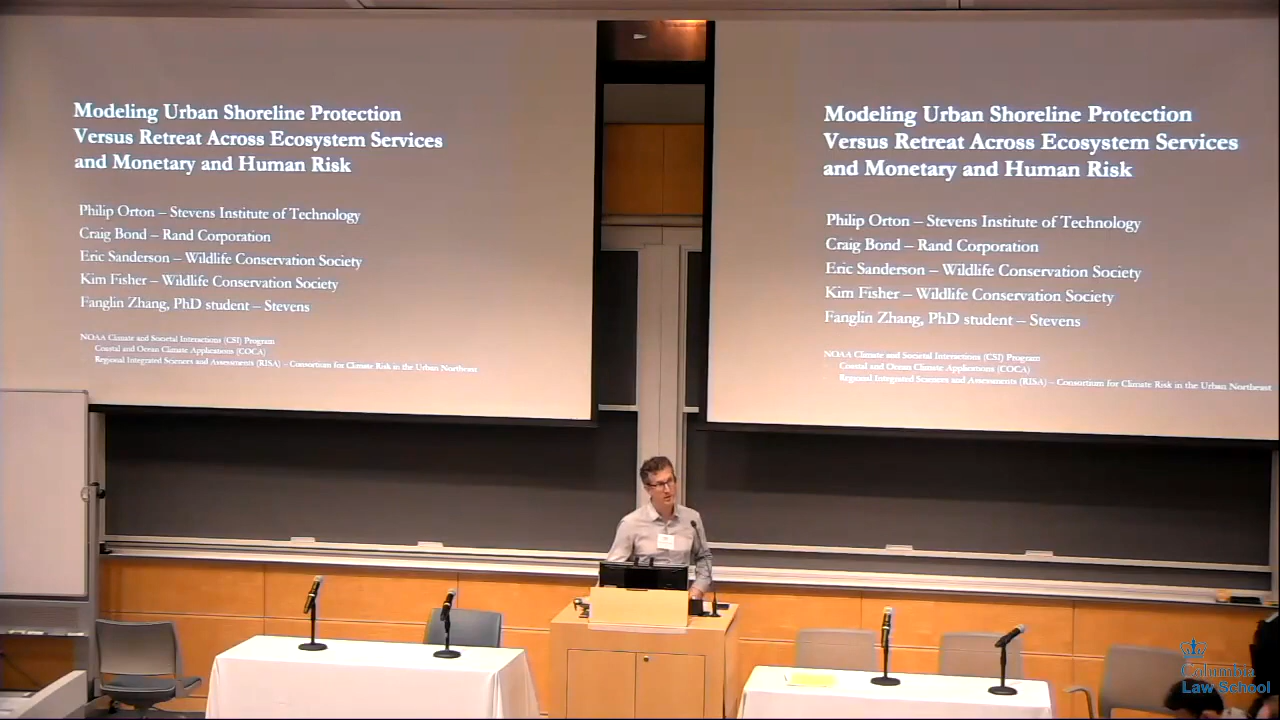 Modeling Urban Shoreline Protection
Versus Retreat Across Ecosystem Services
and Monetary and Human Risk
Philip Orton – Stevens Institute of Technology
Craig Bond – Rand Corporation
Eric Sanderson – Wildlife Conservation Society
Kim Fisher – Wildlife Conservation Society
Fanglin Zhang, PhD student – Stevens
NOAA Climate and Societal Interactions (CSI) Program
Coastal and Ocean Climate Applications (COCA)
Regional Integrated Sciences and Assessments (RISA) – Consortium for Climate Risk in the Urban Northeast
Modeling Urban Shoreline Protection
Versus Retreat Across Ecosystem Services
and Monetary and Human Risk
Philip Orton – Stevens Institute of Technology
Craig Bond – Rand Corporation
Eric Sanderson – Wildlife Conservation Society
Kim Fisher – Wildlife Conservation Society
Fanglin Zhang, PhD student – Stevens
NOAA Climate and Societal Interactions (CSI) Program
Coastal and Ocean Climate Applications (COCA)
Regional Integrated Sciences and Assessments (RISA) – Consortium for Climate Risk in the Urban Northeast
Columbia
Law School